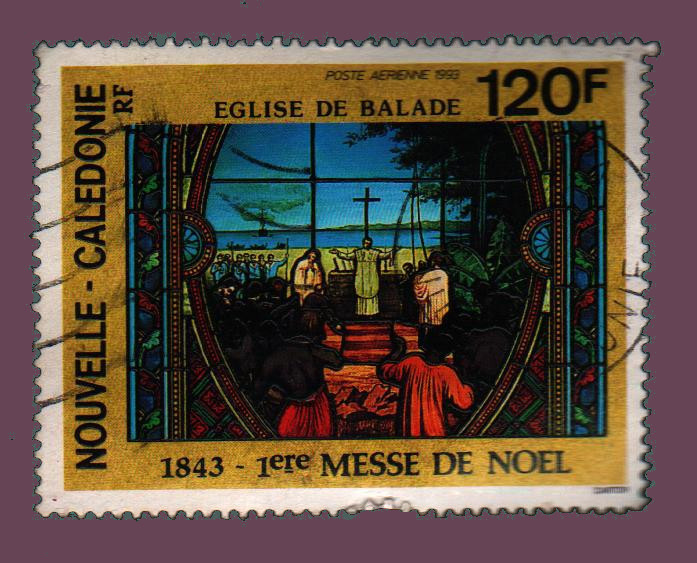 NOUVELLE - CALEDONIE
RF
POSTE AERIENNE 1993
120F
EGLISE DE BALADE
1843 - 1ere MESSE DE NOEL